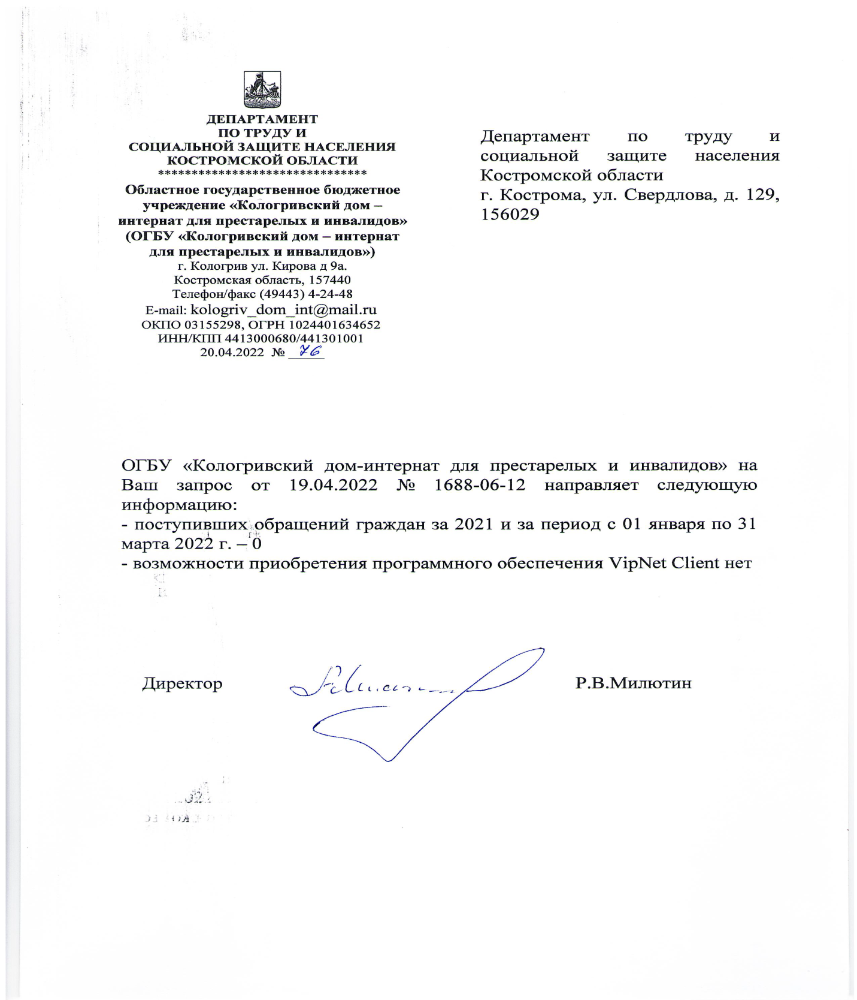 ДЕПАРТАМЕНТ
ПО ТРУДУ И
СОЦИАЛЬНОЙ ЗАЩИТЕ НАСЕЛЕНИЯ
КОСТРОМСКОЙ ОБЛАСТИ
*******************************
Областное государственное бюджетное
учреждение «Кологривский дом –
интернат для престарелых и инвалидов»
(ОГБУ «Кологривский дом – интернат
для престарелых и инвалидов»)
г. Кологрив ул. Кирова д 9а.
Костромская область, 157440
Телефон/факс (49443) 4-24-48
E-mail: kologriv_dom_int@mail.ru
ОКПО 03155298, ОГРН 1024401634652
ИНН/КПП 4413000680/441301001
20.04.2022 № 76
Департамент по труду и
социальной защите населения
Костромской области
г. Кострома, ул. Свердлова, д. 129,
156029
ОГБУ «Кологривский дом-интернат для престарелых и инвалидов» на
Ваш запрос от 19.04.2022 № 1688-06-12 направляет следующую
информацию:
- поступивших обращений граждан за 2021 и за период с 01 января по 31
марта 2022 г. – 0
- возможности приобретения программного обеспечения VipNet Client нет
Директор Р.В.Милютин